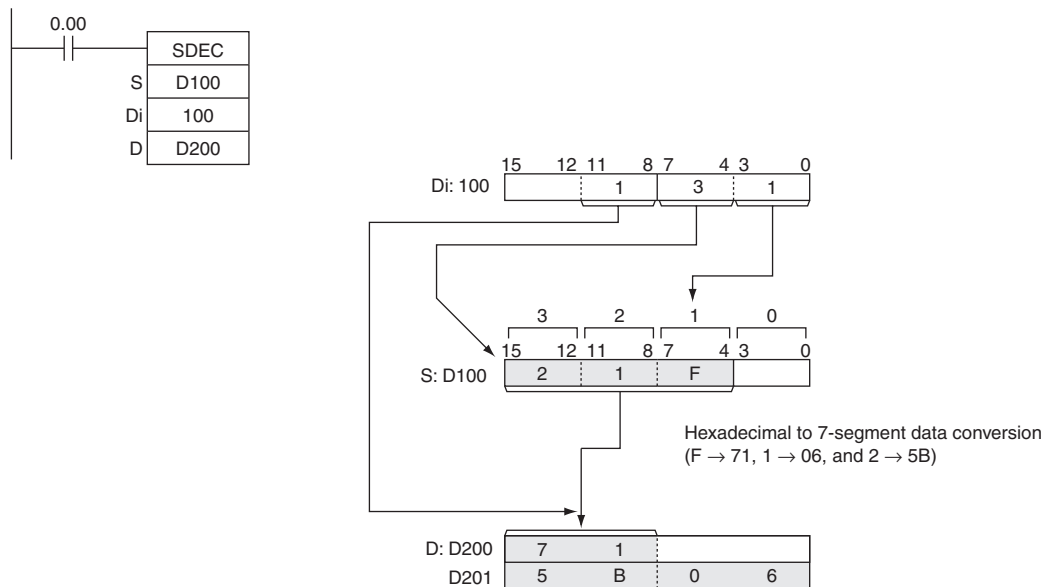 0.00
SDEC
S D100
Di 100
D D200
15 12 11 8 7 4 3 0
Di: 100 1 3 1
3 2 1 0
15 12 11 8 7 4 3 0
S: D100 2 1 F
Hexadecimal to 7-segment data conversion
(F → 71, 1 → 06, and 2 → 5B)
D: D200 7 1
D201 5 B 0 6